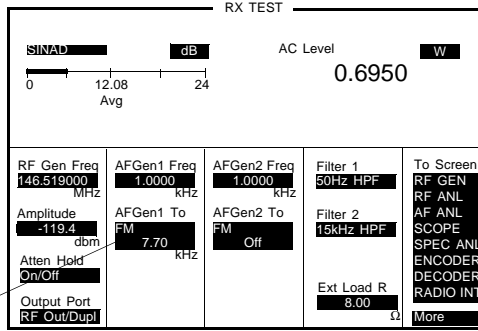 RX TEST
SINAD dB AC Level W
0.6950
0 12.08 24
Avg
RF Gen Freq AFGen1 Freq AFGen2 Freq Filter 1 To Screen
146.519000 1.0000 1.0000 50Hz HPF RF GEN
MHz kHz kHz RF ANL
Amplitude AFGen1 To AFGen2 To Filter 2 AF ANL
-119.4 FM FM 15kHz HPF SCOPE
dbm 7.70 Off SPEC ANL
Atten Hold kHz ENCODER
On/Off Ext Load R DECODER
Output Port 8.00 RADIO INT
RF Out/Dupl Ω More